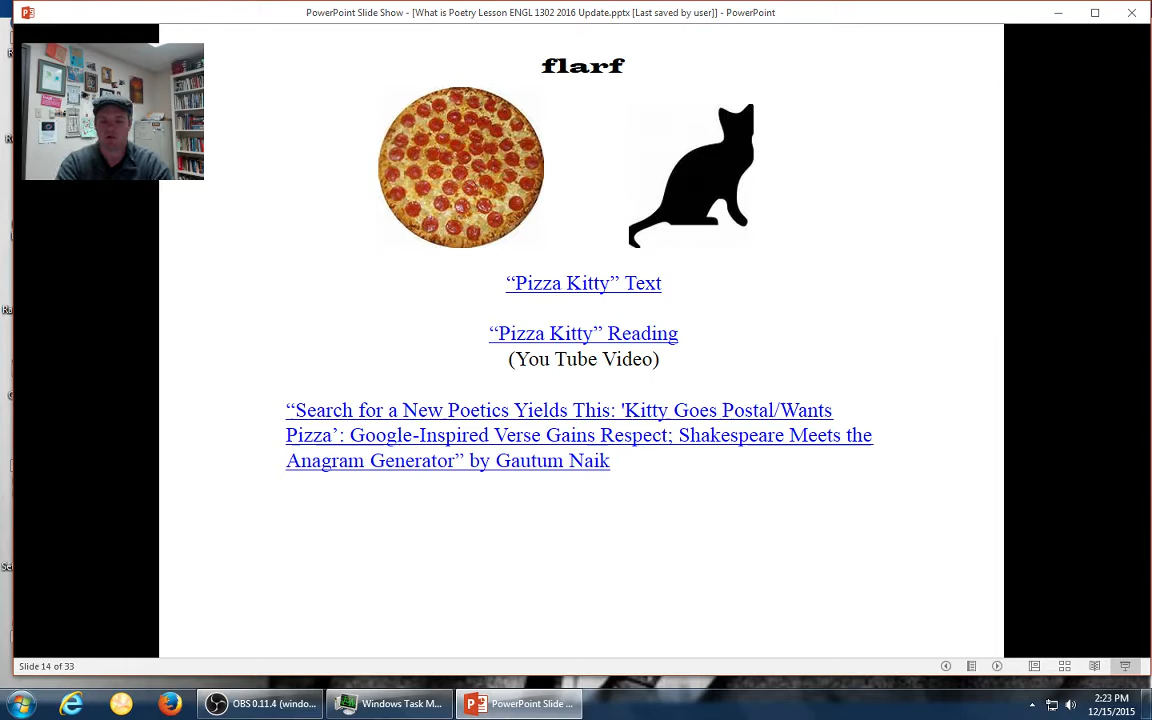 PowerPoint Slide Show - [What is Poetry Lesson ENGL 1302 2016 Update.pptx [Last saved by user]] - PowerPoint
flarf
“Pizza Kitty” Text
“Pizza Kitty” Reading
(You Tube Video)
“Search for a New Poetics Yields This: 'Kitty Goes Postal/Wants
Pizza’: Google-Inspired Verse Gains Respect; Shakespeare Meets the
Anagram Generator” by Gautum Naik
Slide 14 of 33
OBS 0.11.4 (windo...
Windows Task M...
PowerPoint Slide ...
2:23 PM
12/15/2015